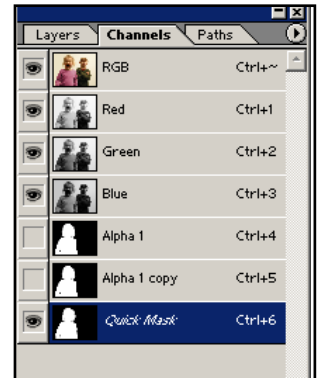 Layers Channels Paths
RGB Ctrl+~
Red Ctrl+1
Green Ctrl+2
Blue Ctrl+3
Alpha 1 Ctrl+4
Alpha 1 copy Ctrl+5
Quick Mask Ctrl+6